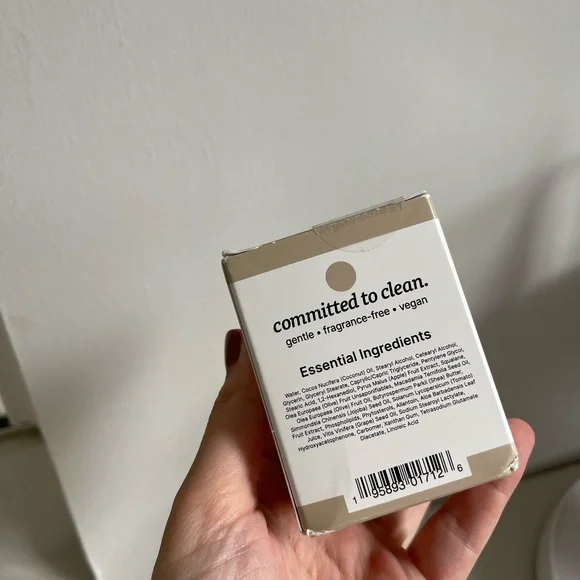 committed to clean.
gentle • fragrance-free • vegan
Essential Ingredients
Water, Cocos Nucifera (Coconut) Oil, Stearyl Alcohol, Cetearyl Alcohol,
Glycerin, Glyceryl Stearate, Caprylic/Capric Triglyceride, Pentylene Glycol,
Stearic Acid, 1,2-Hexanediol, Pyrus Malus (Apple) Fruit Extract, Squalane,
Olea Europaea (Olive) Fruit Unsaponifiables, Macadamia Ternifolia Seed Oil,
Olea Europaea (Olive) Fruit Oil, Butyrospermum Parkii (Shea) Butter,
Simmondsia Chinensis (Jojoba) Seed Oil, Solanum Lycopersicum (Tomato)
Fruit Extract, Phospholipids, Phytosterols, Allantoin, Aloe Barbadensis Leaf
Juice, Vitis Vinifera (Grape) Seed Oil, Sodium Stearoyl Lactylate,
Hydroxyacetophenone, Carbomer, Xanthan Gum, Tetrasodium Glutamate
Diacetate, Linoleic Acid
1 95893 01712 6